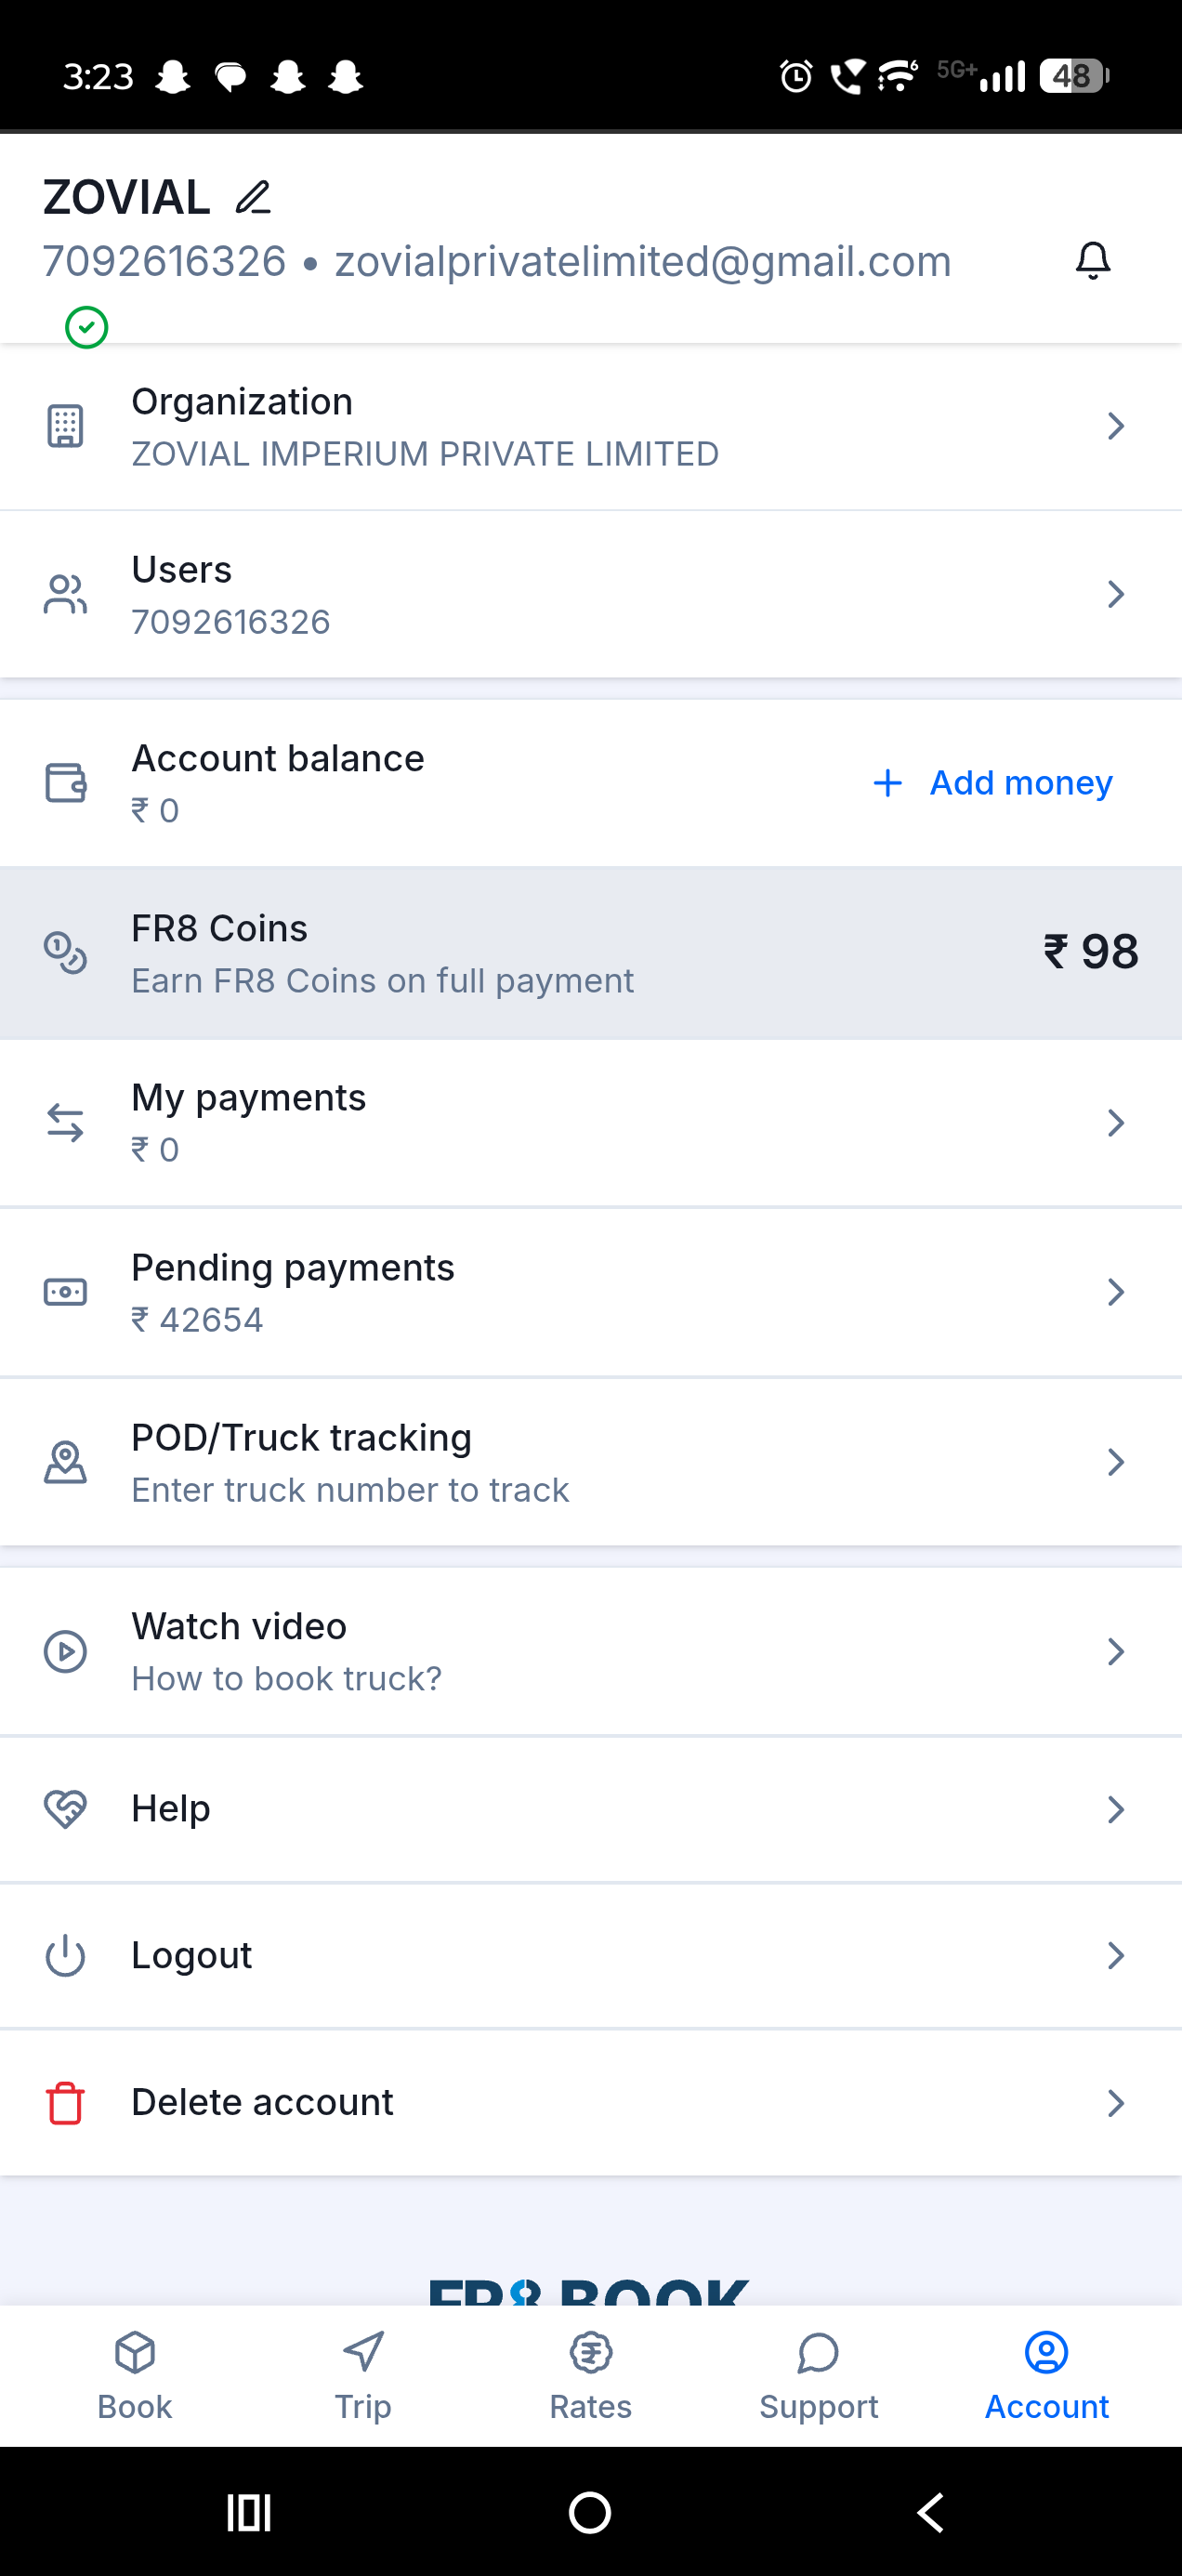 3:23
5G+ 48
ZOVIAL
7092616326 • zovialprivatelimited@gmail.com
Organization
ZOVIAL IMPERIUM PRIVATE LIMITED
Users
7092616326
Account balance
₹ 0
+ Add money
FR8 Coins
Earn FR8 Coins on full payment
₹ 98
My payments
₹ 0
Pending payments
₹ 42654
POD/Truck tracking
Enter truck number to track
Watch video
How to book truck?
Help
Logout
Delete account
FR8 BOOK
Book Trip Rates Support Account